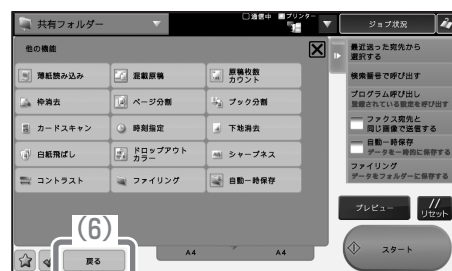 共有フォルダー
通信中 プリンター
ジョブ状況
他の機能
薄紙読み込み
混載原稿
原稿枚数
カウント
枠消去
ページ分割
ブック分割
カードスキャン
時刻指定
下地消去
白紙飛ばし
ドロップアウト
カラー
シャープネス
コントラスト
ファイリング
自動一時保存
最近送った宛先から
選択する
検索番号で呼び出す
プログラム呼び出し
登録されている設定を呼び出す
ファクス宛先と
同じ画像で送信する
自動一時保存
データを一時的に保存する
ファイリング
データをフォルダーに保存する
プレビュー
リセット
スタート
(6)
戻る
A4
A4